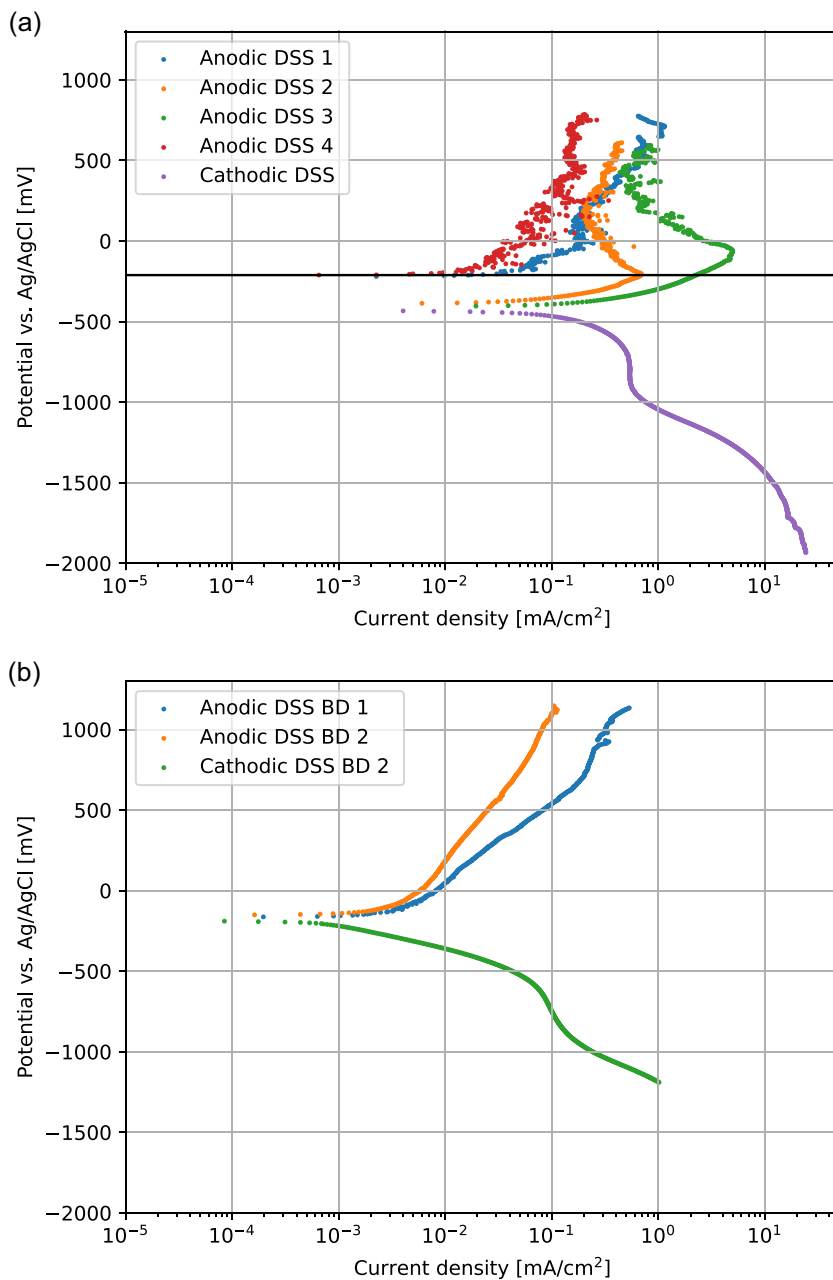 (a)
Anodic DSS 1
Anodic DSS 2
Anodic DSS 3
Anodic DSS 4
Cathodic DSS
1000
500
0
−500
−1000
−1500
−2000
Potential vs. Ag/AgCl [mV]
10⁻⁵ 10⁻⁴ 10⁻³ 10⁻² 10⁻¹ 10⁰ 10¹
Current density [mA/cm²]
(b)
Anodic DSS BD 1
Anodic DSS BD 2
Cathodic DSS BD 2
1000
500
0
−500
−1000
−1500
−2000
Potential vs. Ag/AgCl [mV]
10⁻⁵ 10⁻⁴ 10⁻³ 10⁻² 10⁻¹ 10⁰ 10¹
Current density [mA/cm²]